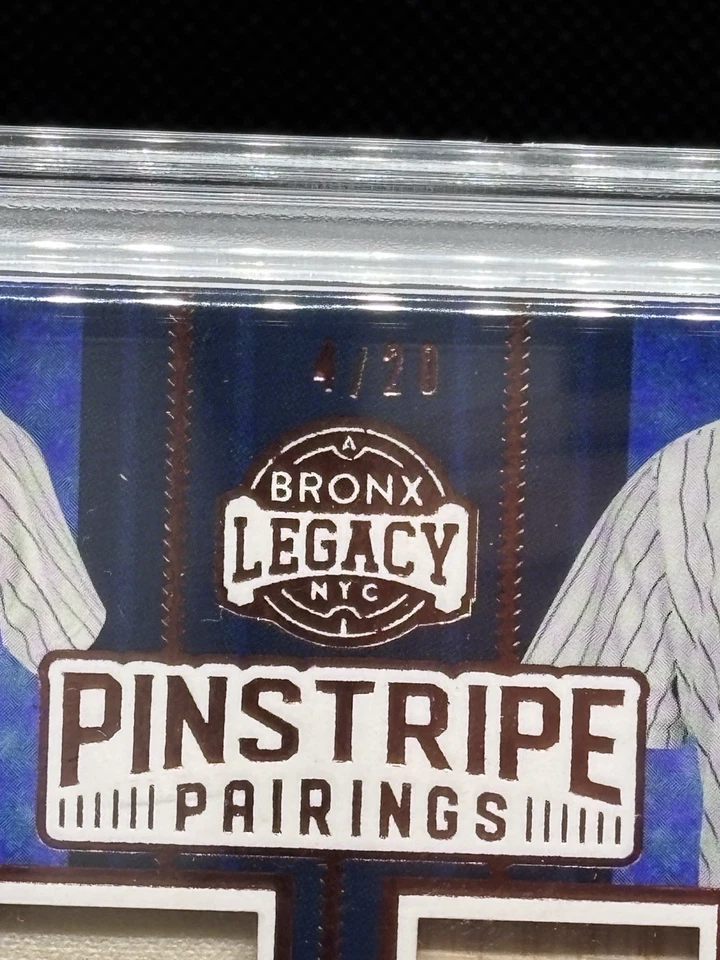 4/20
A
BRONX
LEGACY
NYC
PINSTRIPE
PAIRINGS